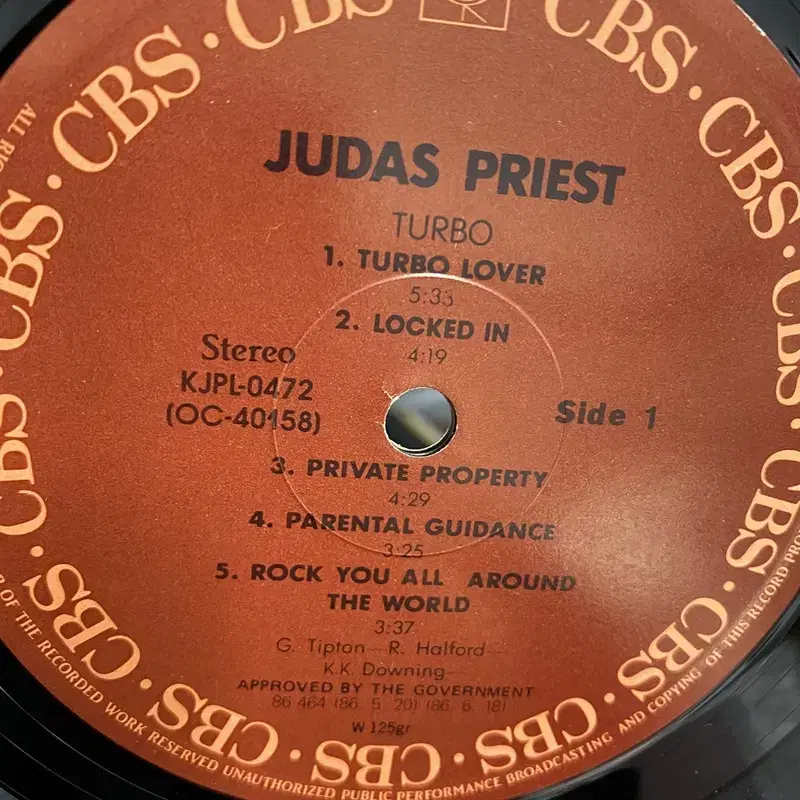 CBS · CBS · CBS · CBS · CBS · CBS · CBS · CBS · CBS · CBS · CBS · CBS · CBS
JUDAS PRIEST
TURBO
1. TURBO LOVER
5:33
2. LOCKED IN
4:19
Stereo
KJPL-0472
(OC-40158)
Side 1
3. PRIVATE PROPERTY
4:29
4. PARENTAL GUIDANCE
3:25
5. ROCK YOU ALL AROUND
THE WORLD
3:37
G. Tipton—R. Halford—
K.K. Downing—
APPROVED BY THE GOVERNMENT
86 464 (86. 5. 20) (86. 6. 18)
W 125gr
ALL
OF THE RECORDED WORK RESERVED UNAUTHORIZED PUBLIC PERFORMANCE BROADCASTING AND COPYING OF THIS RECORD